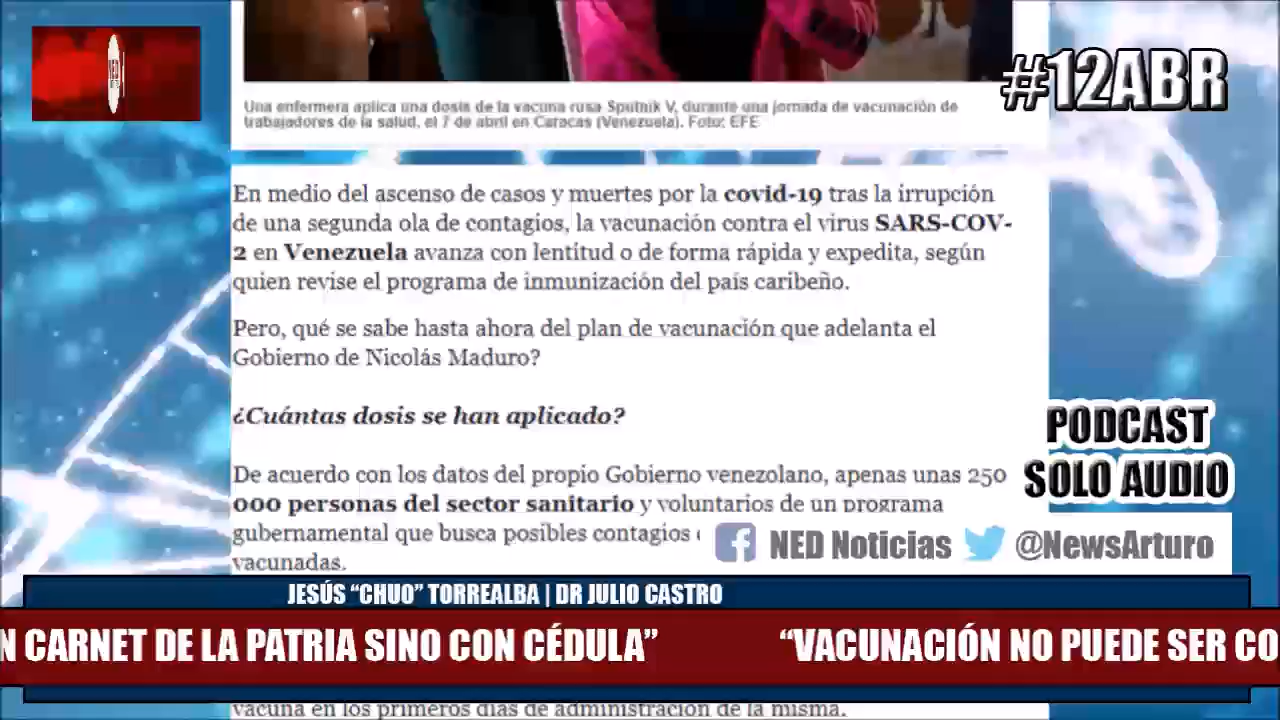 NED
#12ABR
Una enfermera aplica una dosis de la vacuna rusa Sputnik V, durante una jornada de vacunación de
trabajadores de la salud, el 7 de abril en Caracas (Venezuela). Foto: EFE
En medio del ascenso de casos y muertes por la covid-19 tras la irrupción
de una segunda ola de contagios, la vacunación contra el virus SARS-COV-
2 en Venezuela avanza con lentitud o de forma rápida y expedita, según
quien revise el programa de inmunización del país caribeño.
Pero, qué se sabe hasta ahora del plan de vacunación que adelanta el
Gobierno de Nicolás Maduro?
¿Cuántas dosis se han aplicado?
De acuerdo con los datos del propio Gobierno venezolano, apenas unas 250
000 personas del sector sanitario y voluntarios de un programa
gubernamental que busca posibles contagios
vacunadas.
PODCAST
SOLO AUDIO
NED Noticias @NewsArturo
JESÚS “CHUO” TORREALBA | DR JULIO CASTRO
N CARNET DE LA PATRIA SINO CON CÉDULA” “VACUNACIÓN NO PUEDE SER CO
vacuna en los primeros días de administración de la misma.